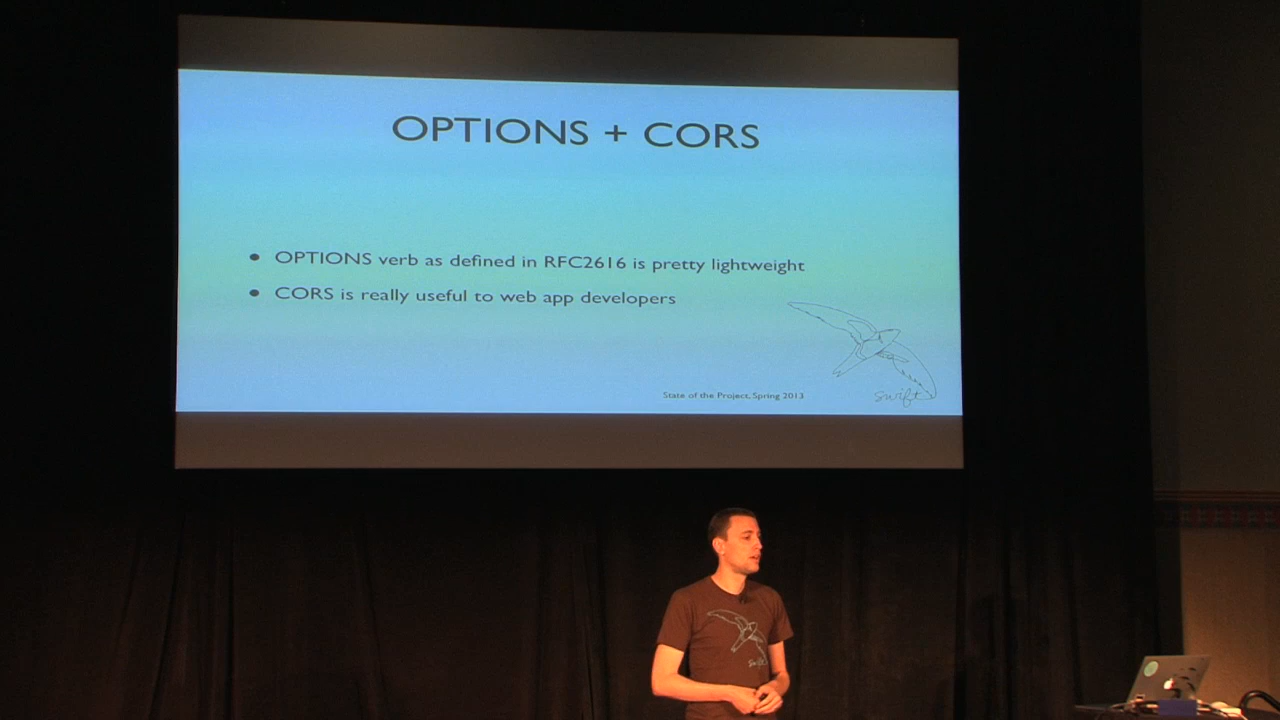 OPTIONS + CORS
OPTIONS verb as defined in RFC2616 is pretty lightweight
CORS is really useful to web app developers
swift
State of the Project, Spring 2013
swift